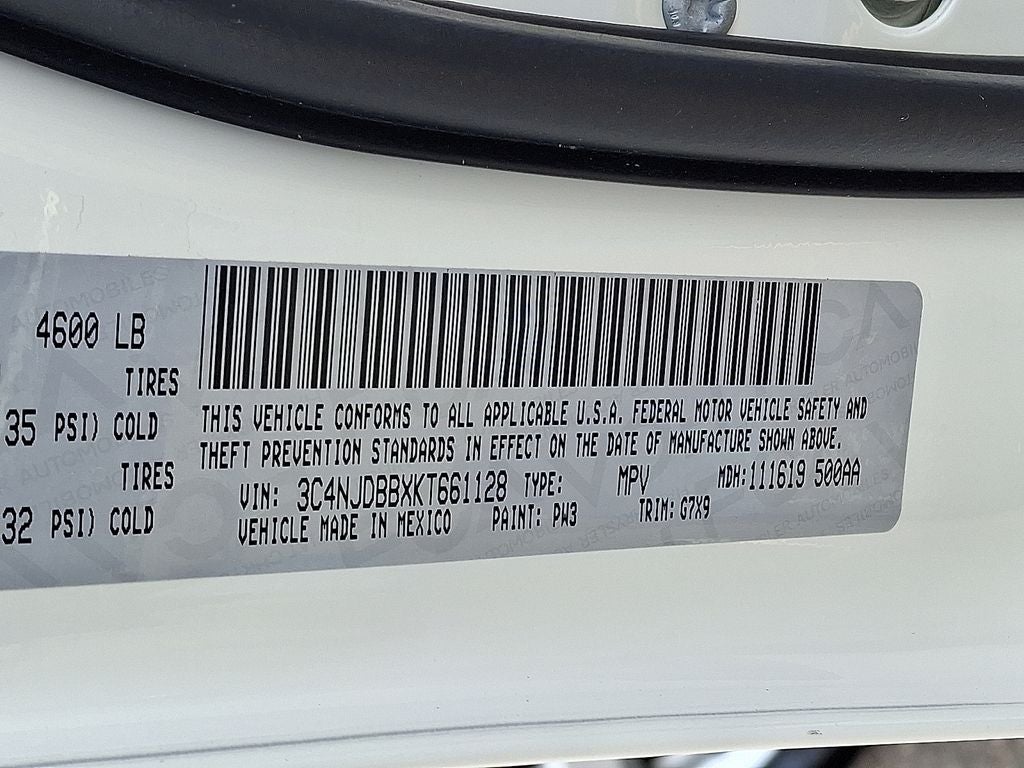 4600 LB
TIRES
35 PSI) COLD
TIRES
32 PSI) COLD
THIS VEHICLE CONFORMS TO ALL APPLICABLE U.S.A. FEDERAL MOTOR VEHICLE SAFETY AND
THEFT PREVENTION STANDARDS IN EFFECT ON THE DATE OF MANUFACTURE SHOWN ABOVE.
VIN: 3C4NJDBBXKT661128 TYPE: MPV MDH: 111619 500AA
VEHICLE MADE IN MEXICO PAINT: PW3 TRIM: G7X9